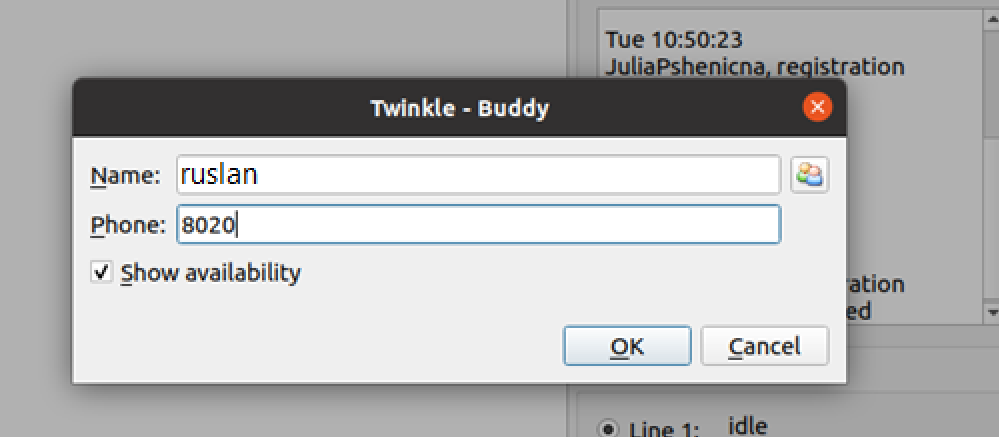 Tue 10:50:23
JuliaPshenicna, registration
Twinkle - Buddy
Name: ruslan
Phone: 8020
Show availability
ration
ed
OK Cancel
Line 1: idle